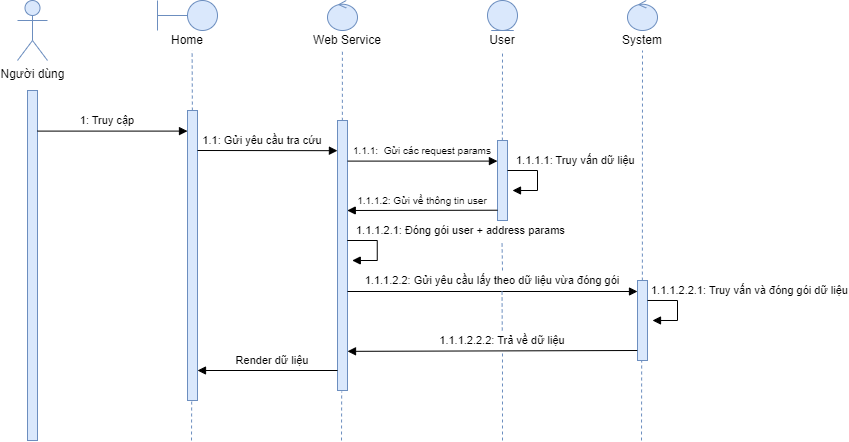 Home
Web Service
User
System
Người dùng
1: Truy cập
1.1: Gửi yêu cầu tra cứu
1.1.1: Gửi các request params
1.1.1.1: Truy vấn dữ liệu
1.1.1.2: Gửi về thông tin user
1.1.1.2.1: Đóng gói user + address params
1.1.1.2.2: Gửi yêu cầu lấy theo dữ liệu vừa đóng gói
1.1.1.2.2.1: Truy vấn và đóng gói dữ liệu
1.1.1.2.2.2: Trả về dữ liệu
Render dữ liệu